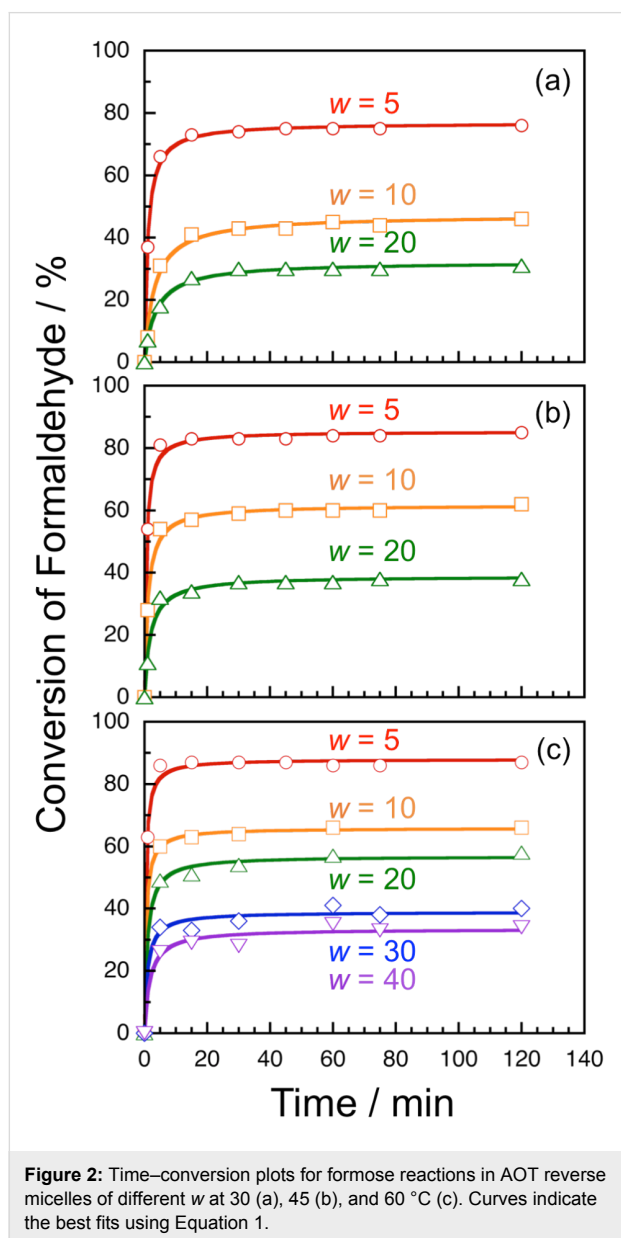 Conversion of Formaldehyde / %
100
80
60
40
20
0
(a)
w = 5
w = 10
w = 20
80
60
40
20
0
(b)
w = 5
w = 10
w = 20
80
60
40
20
0
(c)
w = 5
w = 10
w = 20
w = 30
w = 40
0 20 40 60 80 100 120 140
Time / min
Figure 2: Time–conversion plots for formose reactions in AOT reverse
micelles of different w at 30 (a), 45 (b), and 60 °C (c). Curves indicate
the best fits using Equation 1.